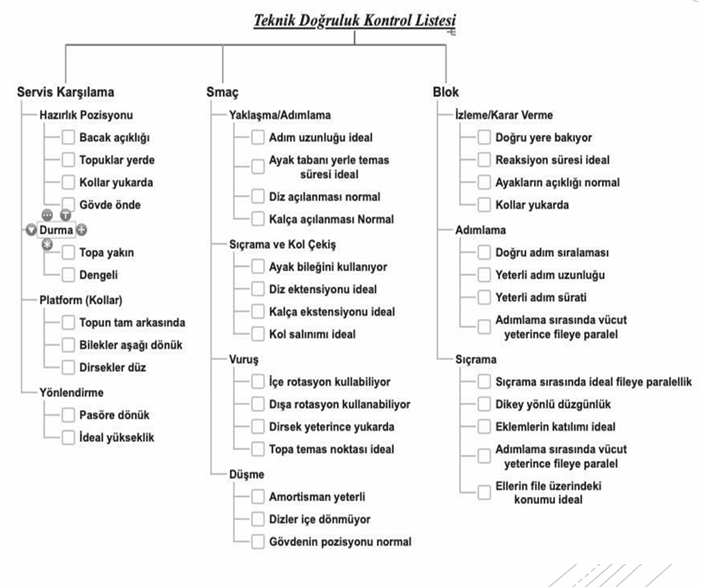 Teknik Doğruluk Kontrol Listesi
Servis Karşılama
Hazırlık Pozisyonu
Bacak açıklığı
Topuklar yerde
Kollar yukarda
Gövde önde
Durma
Topa yakın
Dengeli
Platform (Kollar)
Topun tam arkasında
Bilekler aşağı dönük
Dirsekler düz
Yönlendirme
Pasöre dönük
İdeal yükseklik
Smaç
Yaklaşma/Adımlama
Adım uzunluğu ideal
Ayak tabanı yerle temas
süresi ideal
Diz açılanması normal
Kalça açılanması Normal
Sıçrama ve Kol Çekiş
Ayak bileğini kullanıyor
Diz ektensiyonu ideal
Kalça ekstensiyonu ideal
Kol salınımı ideal
Vuruş
İçe rotasyon kullabiliyor
Dışa rotasyon kullanabiliyor
Dirsek yeterince yukarda
Topa temas noktası ideal
Düşme
Amortisman yeterli
Dizler içe dönmüyor
Gövdenin pozisyonu normal
Blok
İzleme/Karar Verme
Doğru yere bakıyor
Reaksiyon süresi ideal
Ayakların açıklığı normal
Kollar yukarda
Adımlama
Doğru adım sıralaması
Yeterli adım uzunluğu
Yeterli adım sürati
Adımlama sırasında vücut
yeterince fileye paralel
Sıçrama
Sıçrama sırasında ideal fileye paralellik
Dikey yönlü düzgünlük
Eklemlerin katılımı ideal
Adımlama sırasında vücut
yeterince fileye paralel
Ellerin file üzerindeki
konumu ideal